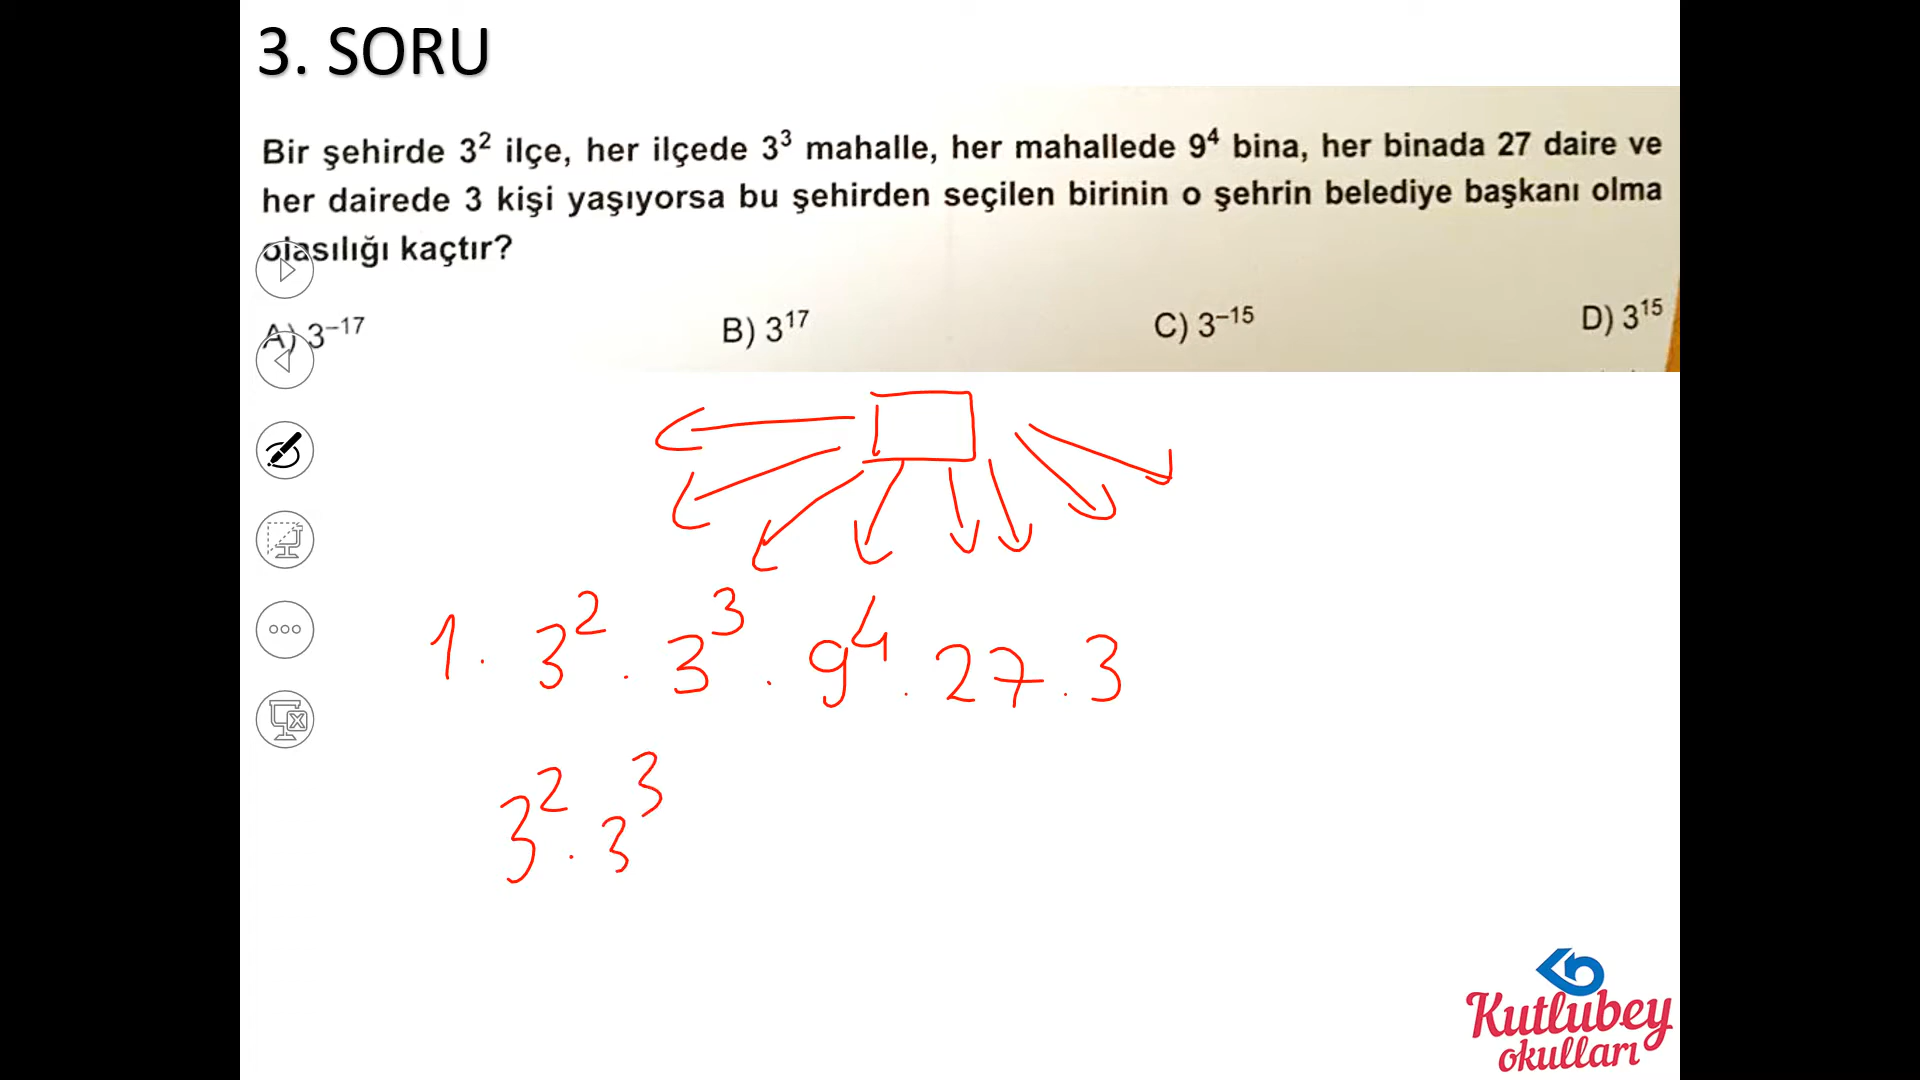 3. SORU
Bir şehirde 3² ilçe, her ilçede 3³ mahalle, her mahallede 9⁴ bina, her binada 27 daire ve
her dairede 3 kişi yaşıyorsa bu şehirden seçilen birinin o şehrin belediye başkanı olma
olasılığı kaçtır?
A) 3⁻¹⁷ B) 3¹⁷ C) 3⁻¹⁵ D) 3¹⁵
1 . 3² . 3³ . 9⁴ . 27 . 3
3² . 3³
Kutlubey
okulları